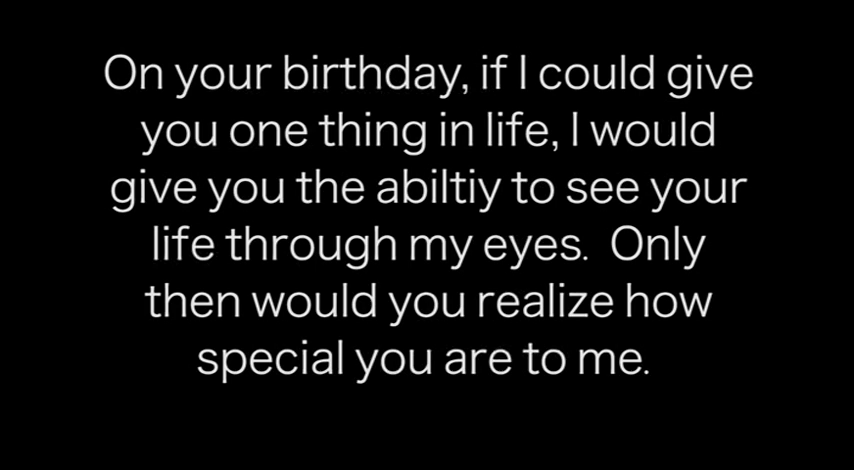 On your birthday, if I could give
you one thing in life, I would
give you the abiltiy to see your
life through my eyes.  Only
then would you realize how
special you are to me.